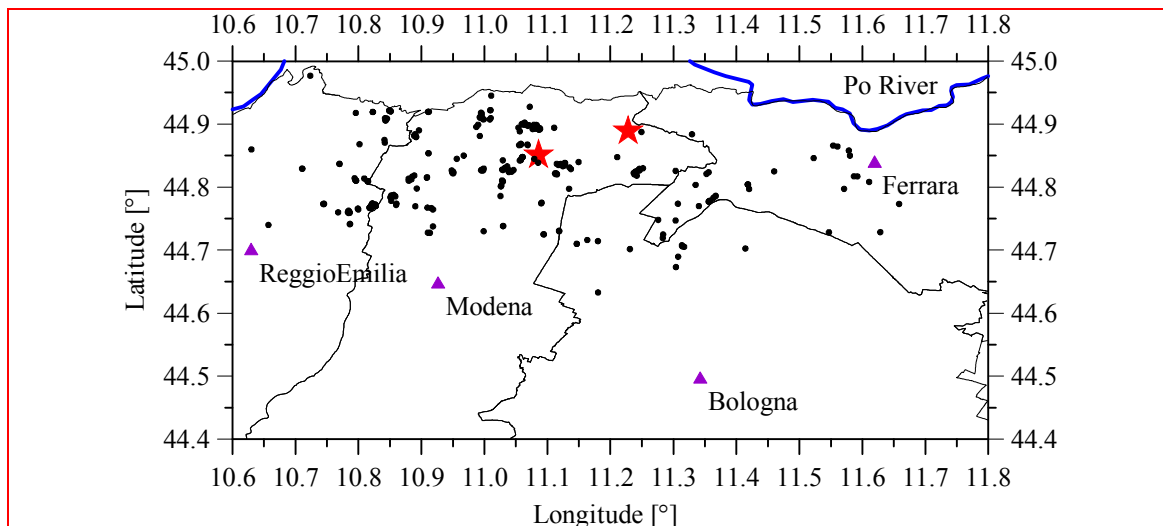 10.6 10.7 10.8 10.9 11.0 11.1 11.2 11.3 11.4 11.5 11.6 11.7 11.8
45.0 45.0
Po River
44.9 44.9
44.8 44.8
Ferrara
44.7 44.7
ReggioEmilia
Modena
44.6 44.6
44.5 44.5
Bologna
44.4 44.4
10.6 10.7 10.8 10.9 11.0 11.1 11.2 11.3 11.4 11.5 11.6 11.7 11.8
Latitude [°]
Longitude [°]